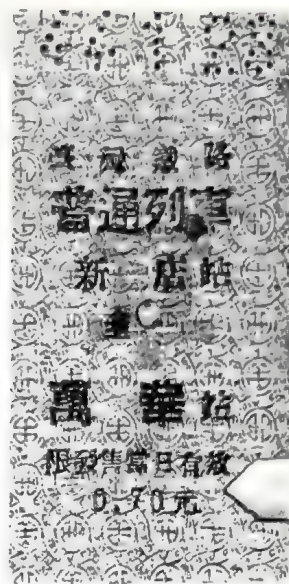 普通列車
新店站
至
萬華站
限發售當日有效
0.70元